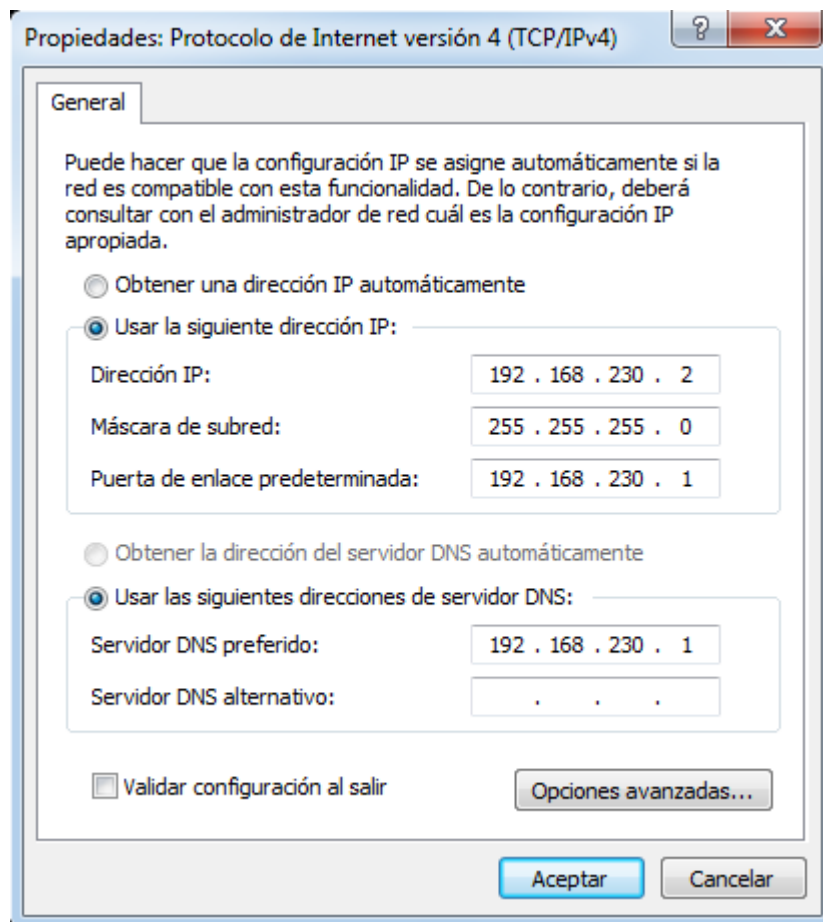 Propiedades: Protocolo de Internet versión 4 (TCP/IPv4)
General
Puede hacer que la configuración IP se asigne automáticamente si la
red es compatible con esta funcionalidad. De lo contrario, deberá
consultar con el administrador de red cuál es la configuración IP
apropiada.
Obtener una dirección IP automáticamente
Usar la siguiente dirección IP:
Dirección IP: 192 . 168 . 230 . 2
Máscara de subred: 255 . 255 . 255 . 0
Puerta de enlace predeterminada: 192 . 168 . 230 . 1
Obtener la dirección del servidor DNS automáticamente
Usar las siguientes direcciones de servidor DNS:
Servidor DNS preferido: 192 . 168 . 230 . 1
Servidor DNS alternativo: . . .
Validar configuración al salir Opciones avanzadas...
Aceptar Cancelar